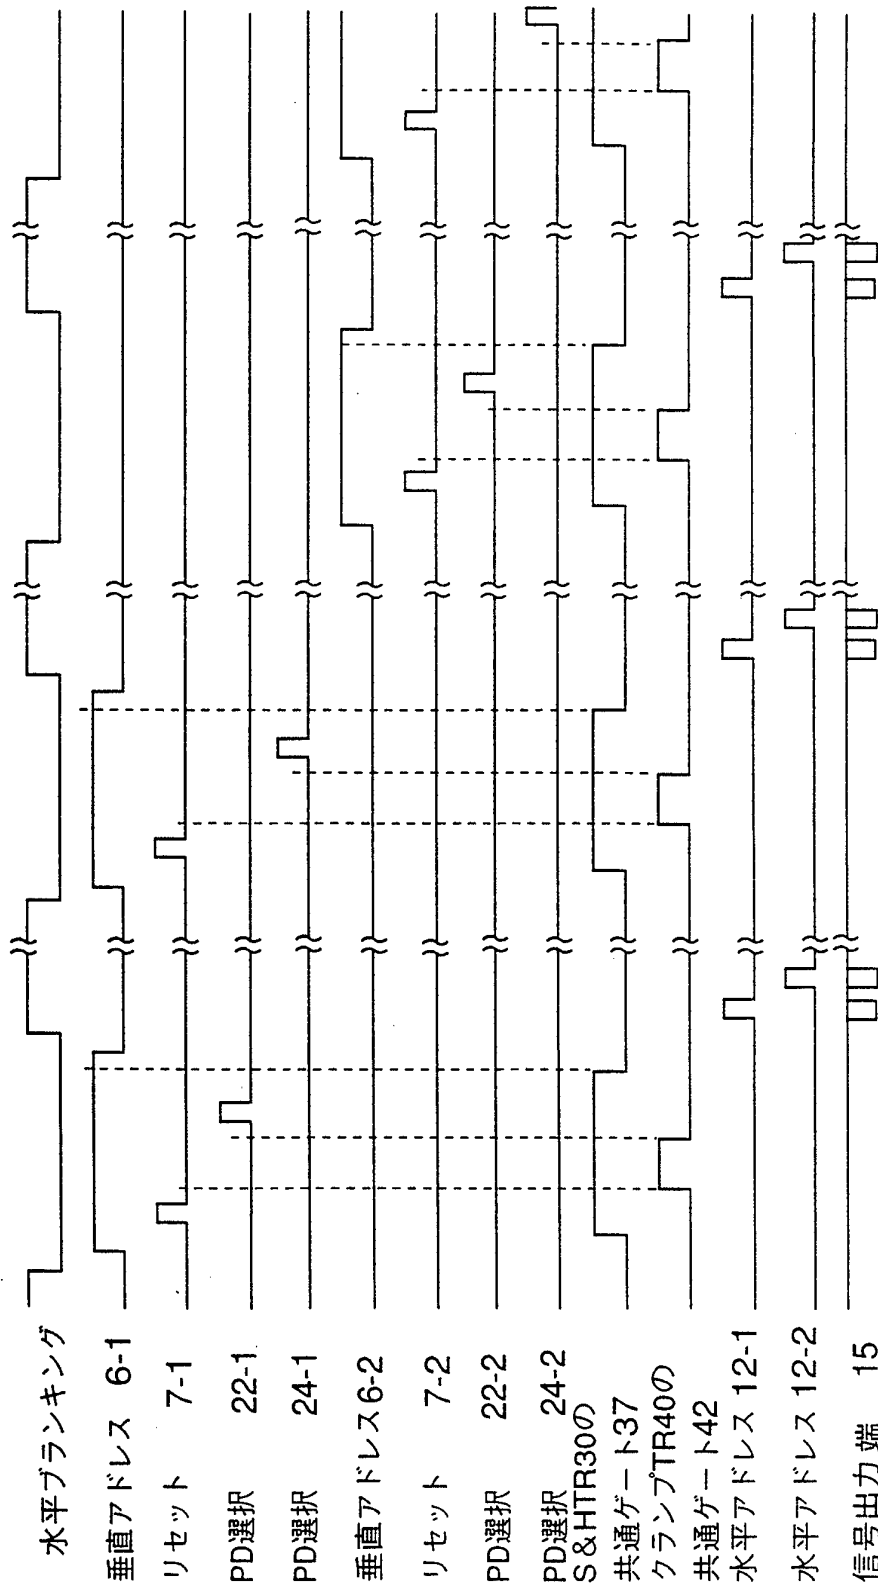 水平ブランキング
垂直アドレス 6-1
リセット 7-1
PD選択 22-1
PD選択 24-1
垂直アドレス6-2
リセット 7-2
PD選択 22-2
PD選択 24-2
S&HTR30の
共通ゲート37
クランプTR40の
共通ゲート42
水平アドレス 12-1
水平アドレス 12-2
信号出力端 15